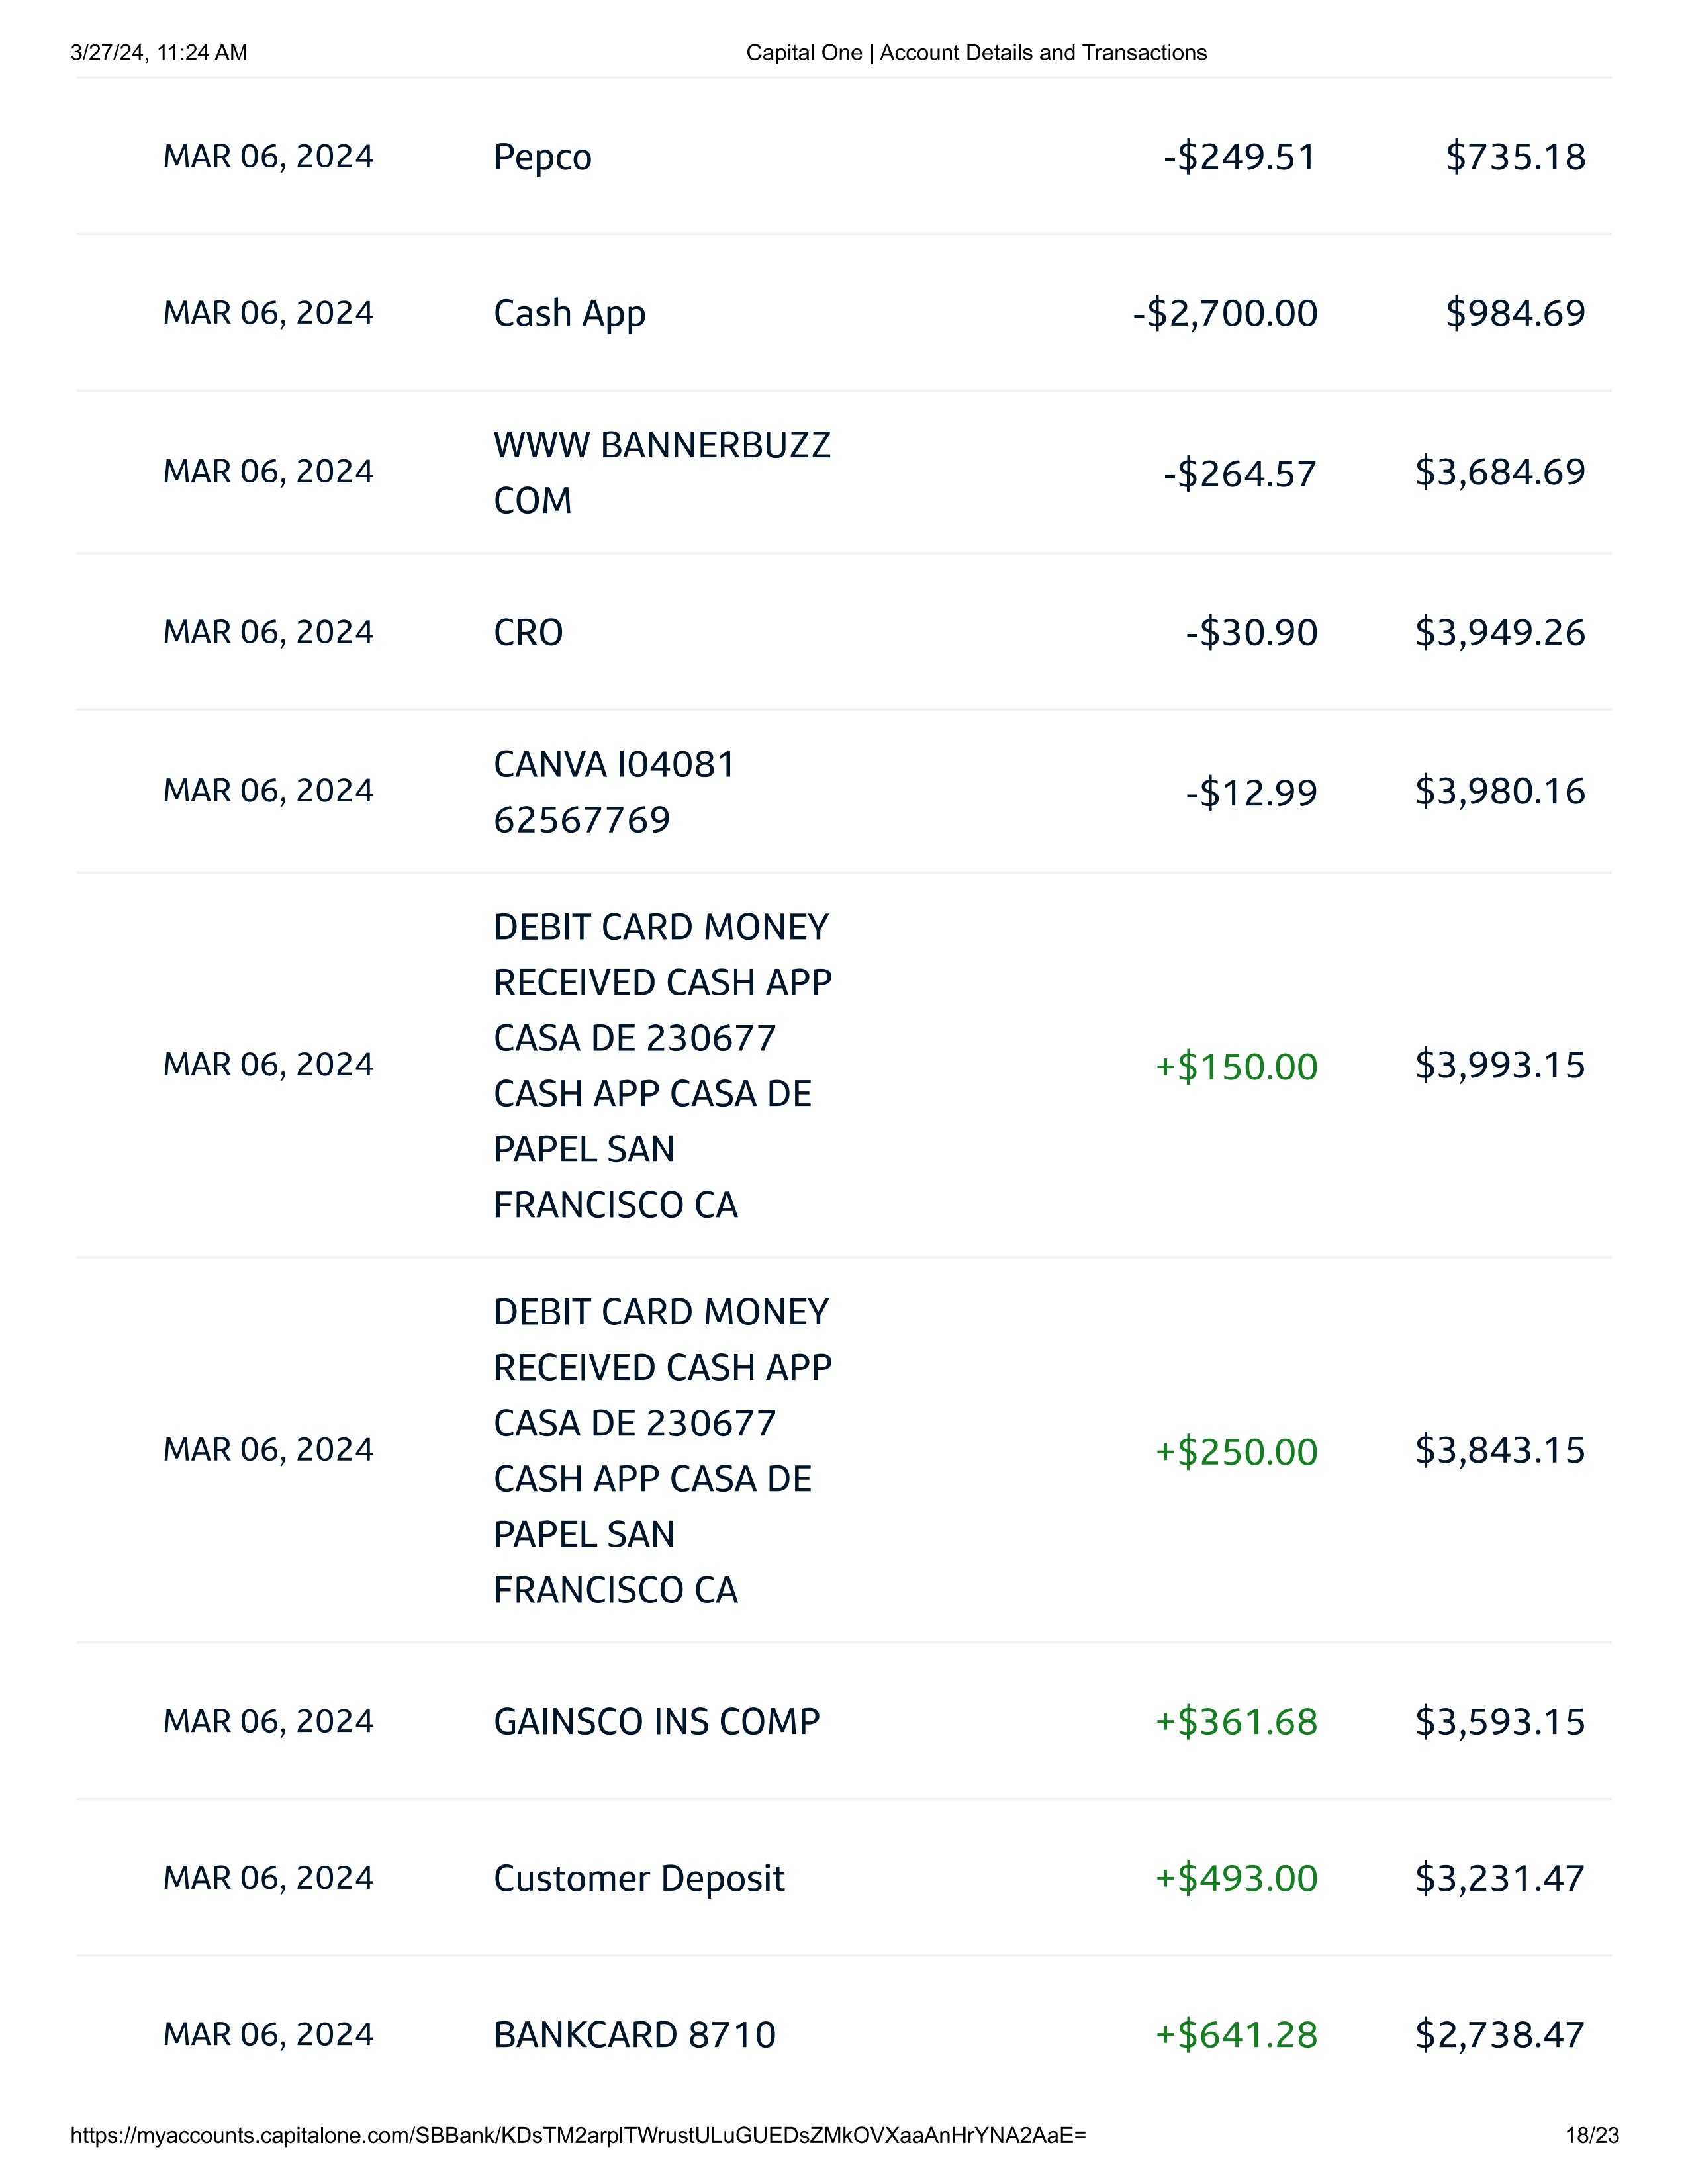 3/27/24, 11:24 AM Capital One | Account Details and Transactions
MAR 06, 2024 Pepco -$249.51 $735.18
MAR 06, 2024 Cash App -$2,700.00 $984.69
WWW BANNERBUZZ
MAR 06, 2024 -$264.57 $3,684.69
COM
MAR 06, 2024 CRO -$30.90 $3,949.26
CANVA I04081
MAR 06, 2024 -$12.99 $3,980.16
62567769
DEBIT CARD MONEY
RECEIVED CASH APP
CASA DE 230677
MAR 06, 2024 +$150.00 $3,993.15
CASH APP CASA DE
PAPEL SAN
FRANCISCO CA
DEBIT CARD MONEY
RECEIVED CASH APP
CASA DE 230677
MAR 06, 2024 +$250.00 $3,843.15
CASH APP CASA DE
PAPEL SAN
FRANCISCO CA
MAR 06, 2024 GAINSCO INS COMP +$361.68 $3,593.15
MAR 06, 2024 Customer Deposit +$493.00 $3,231.47
MAR 06, 2024 BANKCARD 8710 +$641.28 $2,738.47
https://myaccounts.capitalone.com/SBBank/KDsTM2arplTWrustULuGUEDsZMkOVXaaAnHrYNA2AaE= 18/23